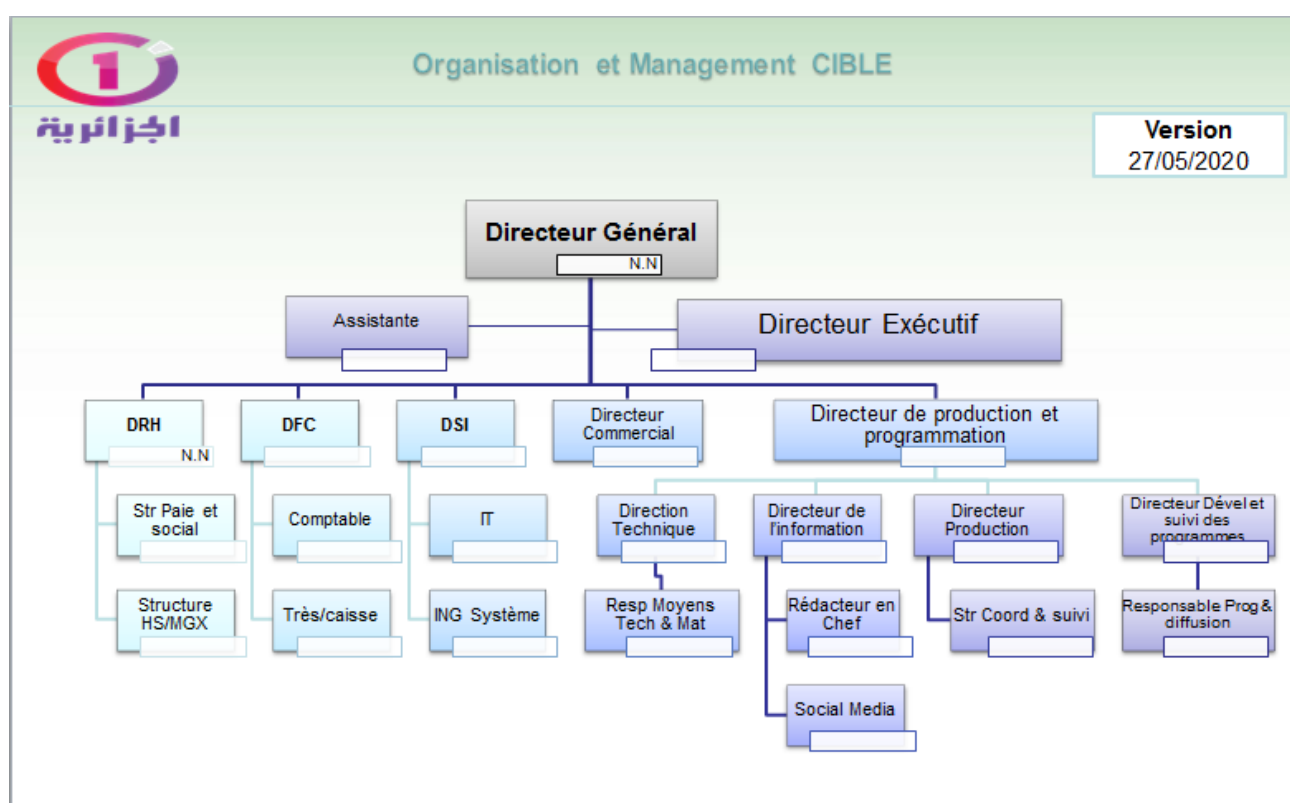 1
الجزائرية
Organisation et Management CIBLE
Version
27/05/2020
Directeur Général
N.N
Assistante
Directeur Exécutif
DRH
N.N
DFC
DSI
Directeur
Commercial
Directeur de production et
programmation
Str Paie et
social
Comptable
IT
Direction
Technique
Directeur de
l'information
Directeur
Production
Directeur Dével et
suivi des
programmes
Structure
HS/MGX
Très/caisse
ING Système
Resp Moyens
Tech & Mat
Rédacteur en
Chef
Str Coord & suivi
Responsable Prog &
diffusion
Social Media